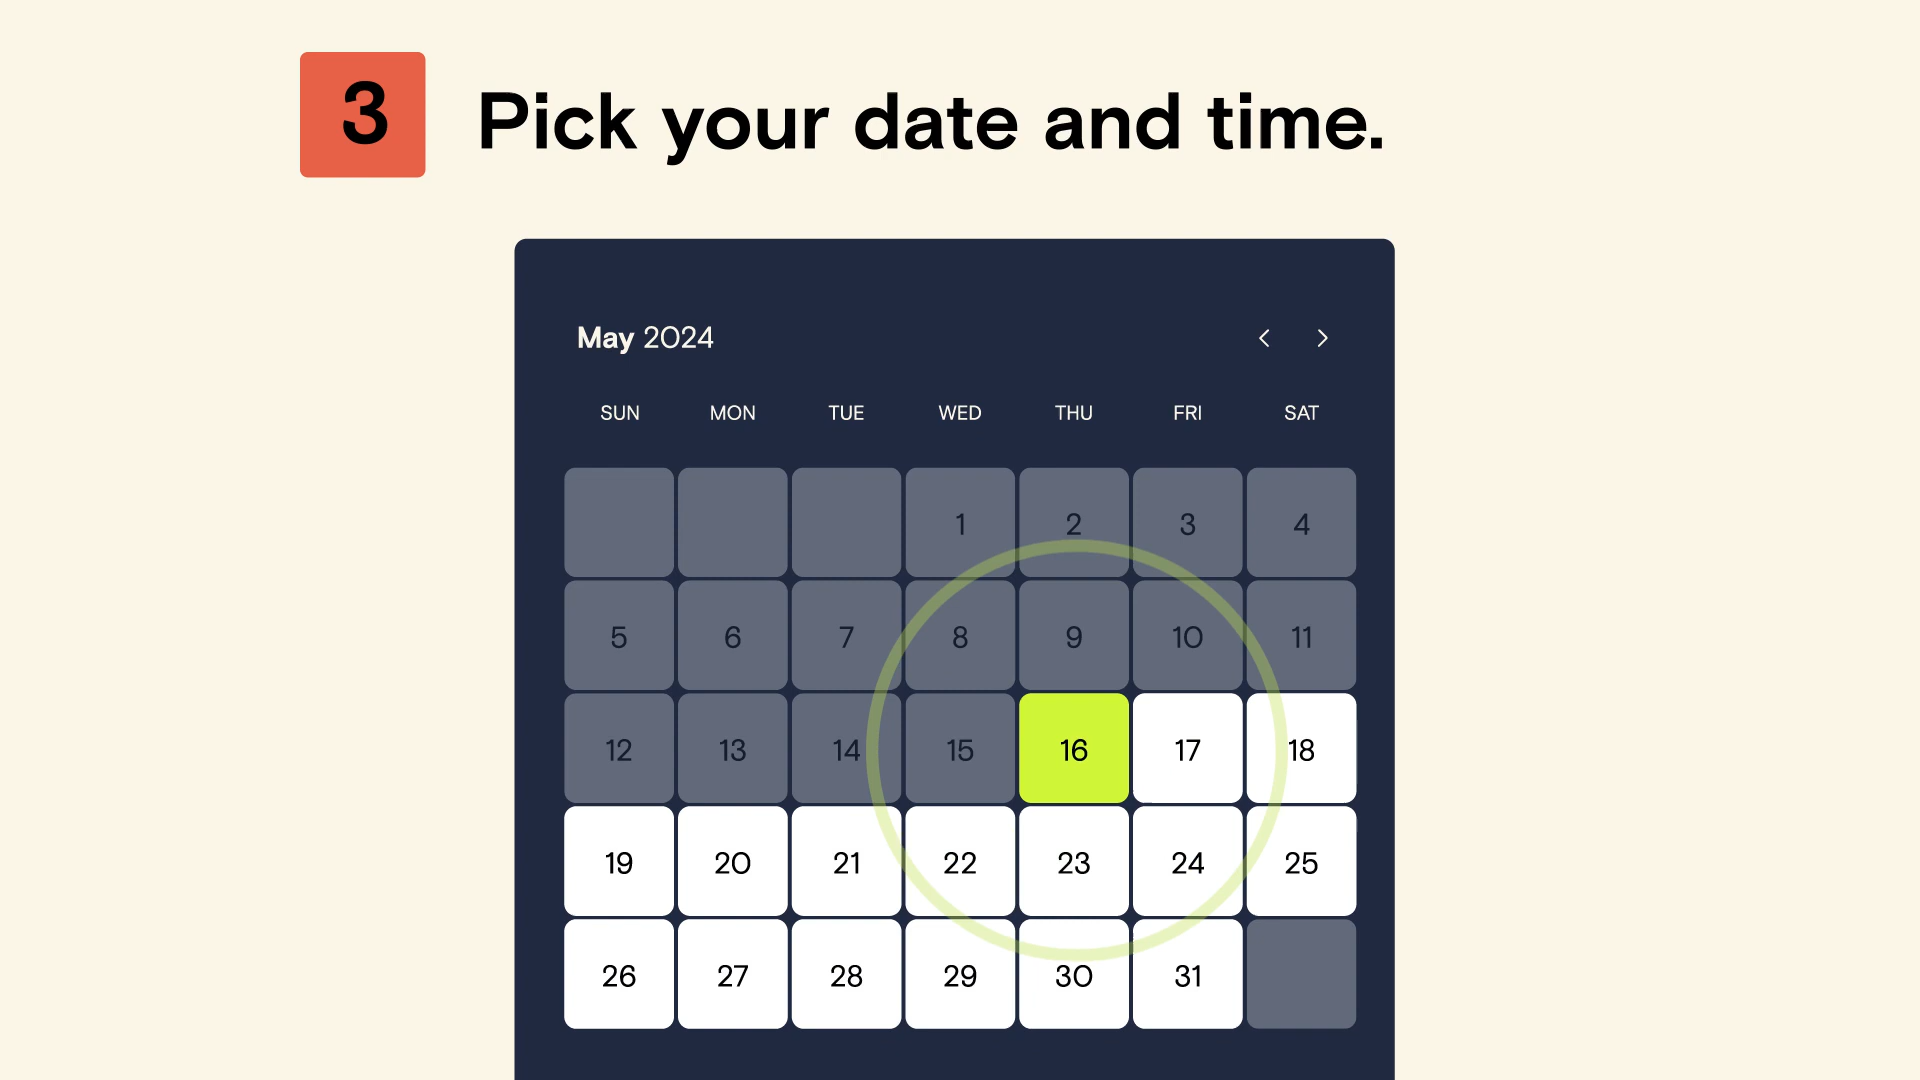 3 Pick your date and time.
May 2024
SUN MON TUE WED THU FRI SAT
1 2 3 4
5 6 7 8 9 10 11
12 13 14 15 16 17 18
19 20 21 22 23 24 25
26 27 28 29 30 31